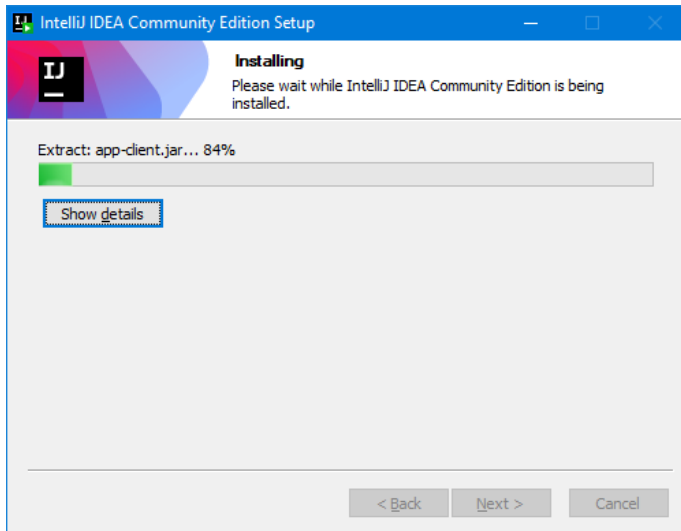 IntelliJ IDEA Community Edition Setup
IJ
Installing
Please wait while IntelliJ IDEA Community Edition is being
installed.
Extract: app-client.jar... 84%
Show details
< Back
Next >
Cancel